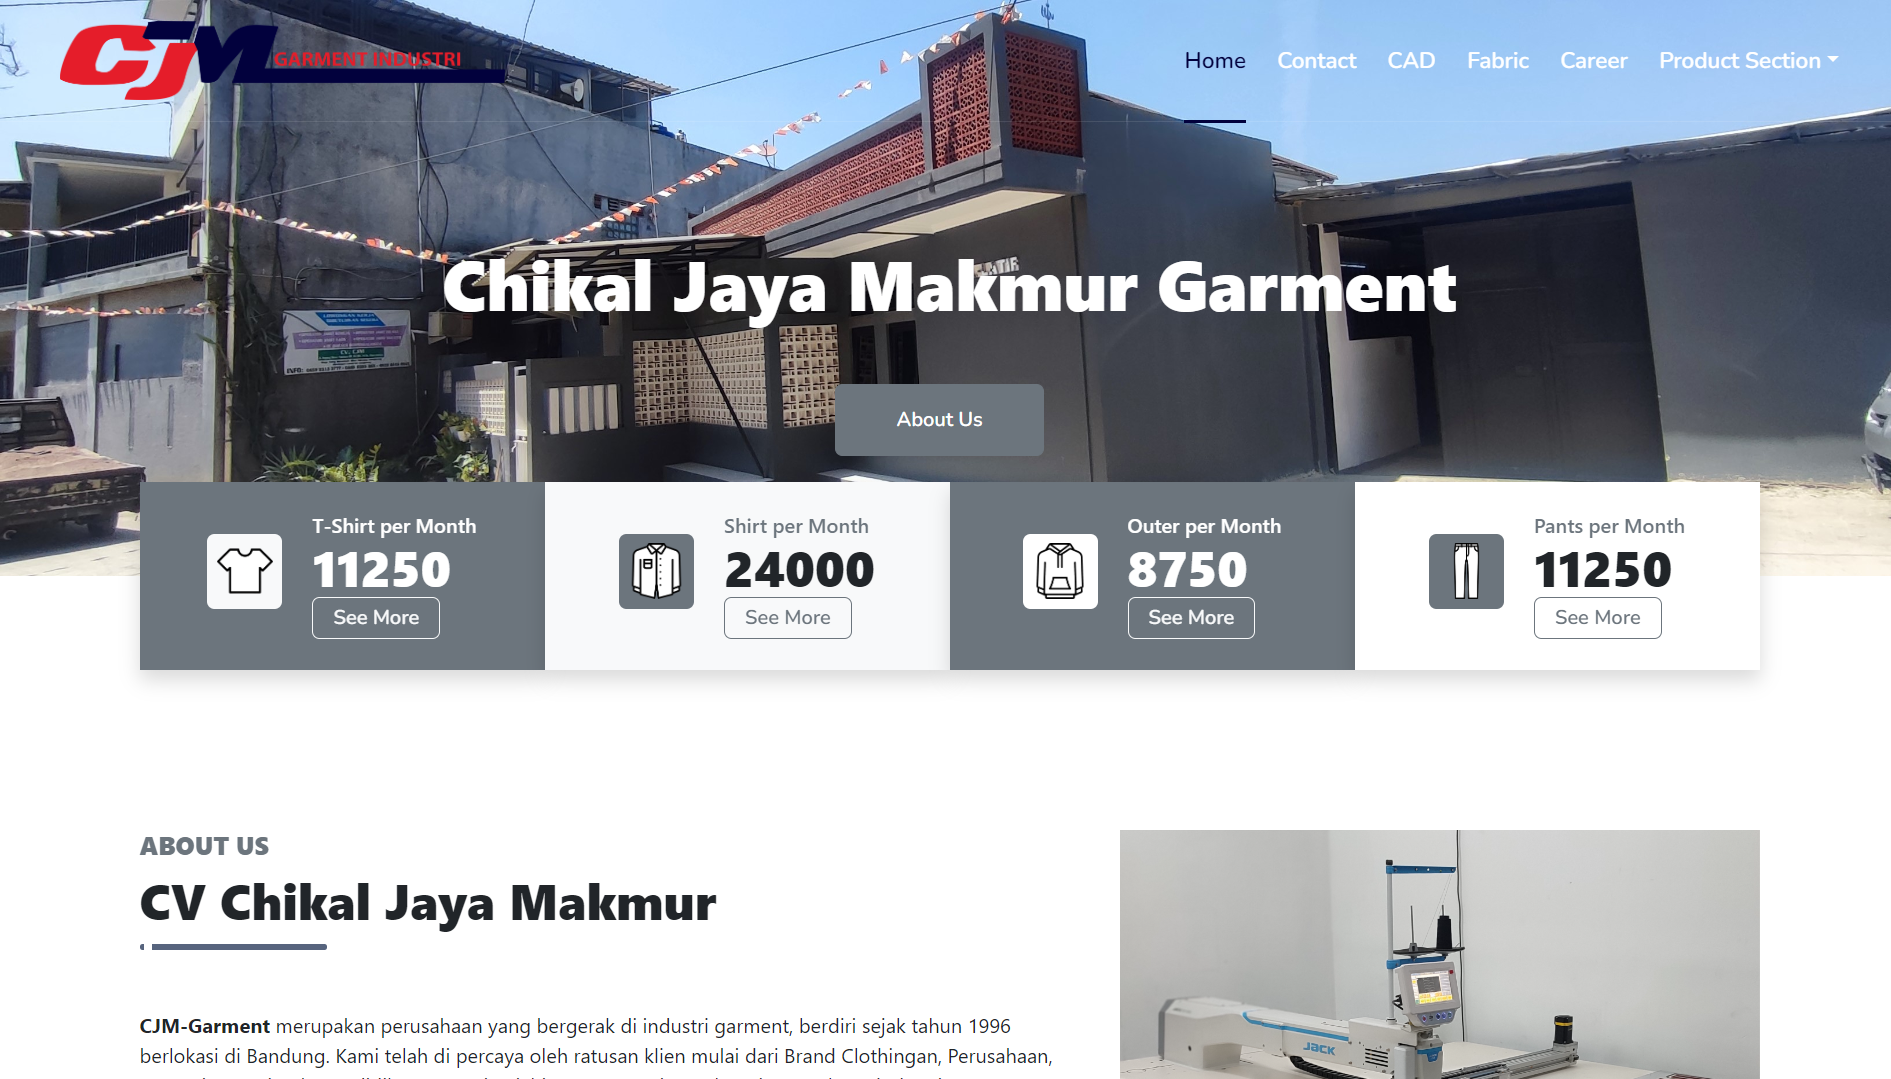 CJM GARMENT INDUSTRI
Home Contact CAD Fabric Career Product Section
Chikal Jaya Makmur Garment
About Us
T-Shirt per Month
11250
See More
Shirt per Month
24000
See More
Outer per Month
8750
See More
Pants per Month
11250
See More
ABOUT US
CV Chikal Jaya Makmur
CJM-Garment merupakan perusahaan yang bergerak di industri garment, berdiri sejak tahun 1996
berlokasi di Bandung. Kami telah di percaya oleh ratusan klien mulai dari Brand Clothingan, Perusahaan,
JACK